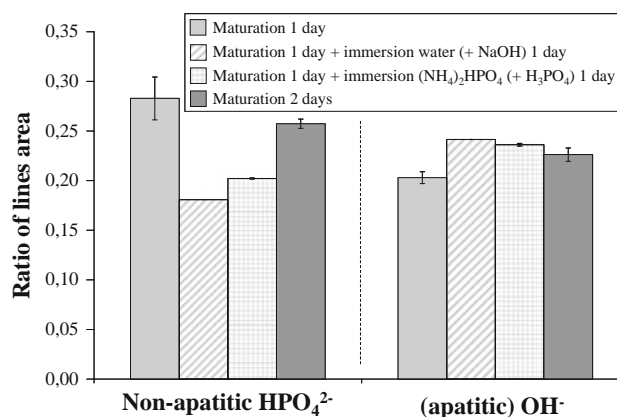 0,35
0,30
0,25
0,20
0,15
0,10
0,05
0,00
Ratio of lines area
Maturation 1 day
Maturation 1 day + immersion water (+ NaOH) 1 day
Maturation 1 day + immersion (NH₄)₂HPO₄ (+ H₃PO₄) 1 day
Maturation 2 days
Non-apatitic HPO₄²⁻
(apatitic) OH⁻